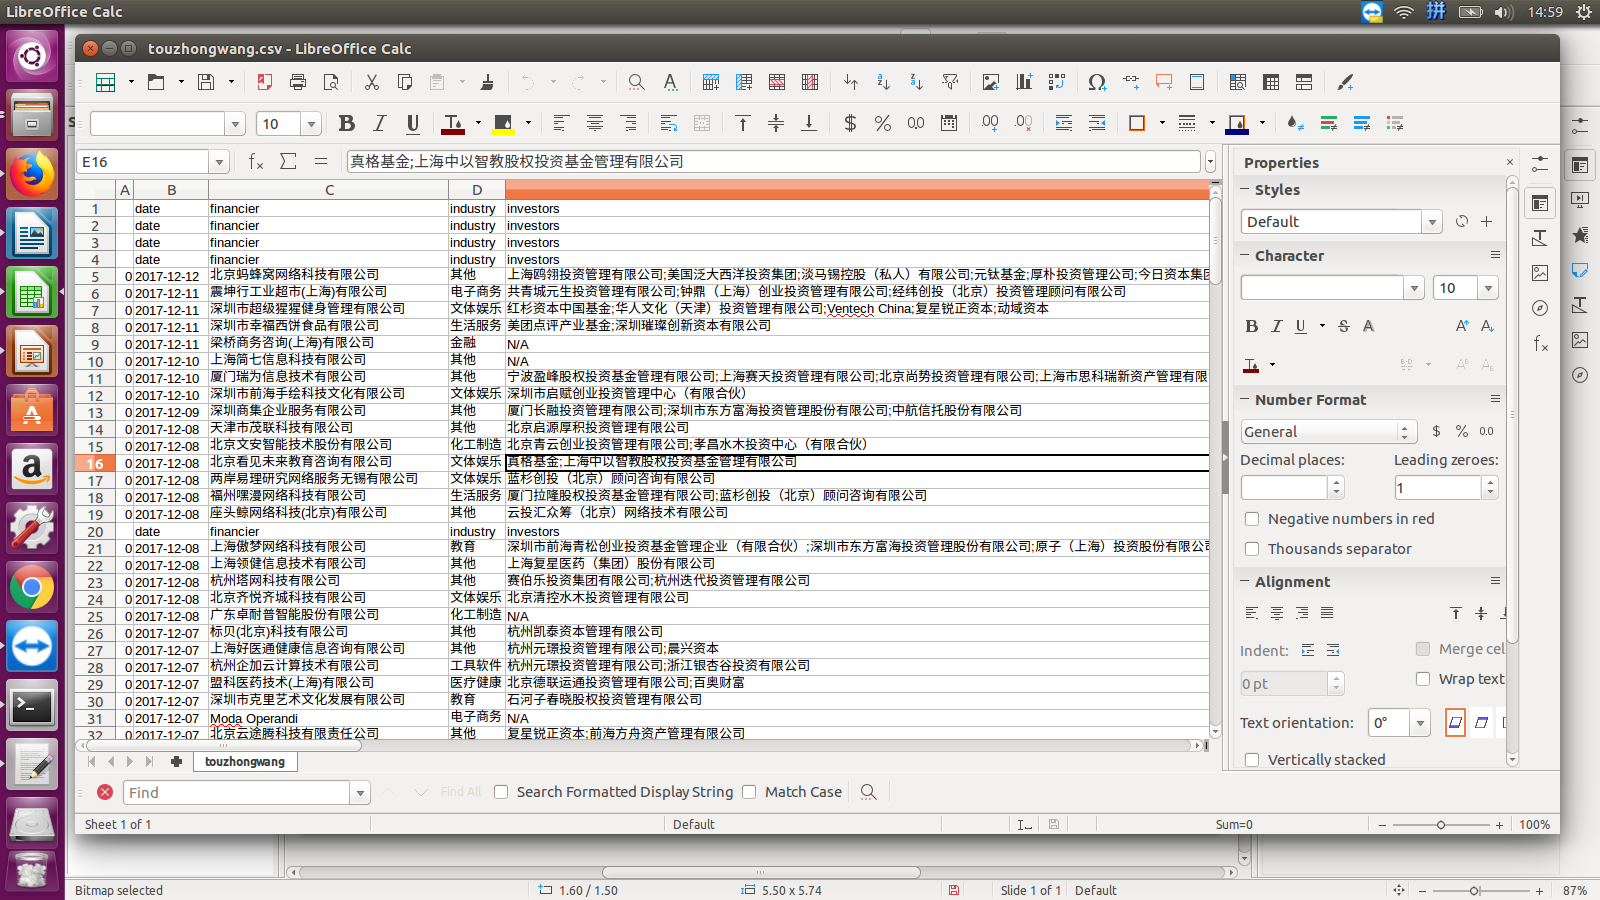 LibreOffice Calc
拼
14:59
touzhongwang.csv - LibreOffice Calc
10
E16
真格基金;上海中以智教股权投资基金管理有限公司
A B C D
1 date financier industry investors
2 date financier industry investors
3 date financier industry investors
4 date financier industry investors
5 0 2017-12-12 北京蚂蜂窝网络科技有限公司 其他 上海鸥翎投资管理有限公司;美国泛大西洋投资集团;淡马锡控股（私人）有限公司;元钛基金;厚朴投资管理公司;今日资本集团
6 0 2017-12-11 震坤行工业超市(上海)有限公司 电子商务 共青城元生投资管理有限公司;钟鼎（上海）创业投资管理有限公司;经纬创投（北京）投资管理顾问有限公司
7 0 2017-12-11 深圳市超级猩猩健身管理有限公司 文体娱乐 红杉资本中国基金;华人文化（天津）投资管理有限公司;Ventech China;复星锐正资本;动域资本
8 0 2017-12-11 深圳市幸福西饼食品有限公司 生活服务 美团点评产业基金;深圳璀璨创新资本有限公司
9 0 2017-12-11 梁桥商务咨询(上海)有限公司 金融 N/A
10 0 2017-12-10 上海简七信息科技有限公司 其他 N/A
11 0 2017-12-10 厦门瑞为信息技术有限公司 其他 宁波盈峰股权投资基金管理有限公司;上海赛天投资管理有限公司;北京尚势投资管理有限公司;上海市思科瑞新资产管理有限
12 0 2017-12-10 深圳市前海手绘科技文化有限公司 文体娱乐 深圳市启赋创业投资管理中心（有限合伙）
13 0 2017-12-09 深圳商集企业服务有限公司 其他 厦门长融投资管理有限公司;深圳市东方富海投资管理股份有限公司;中航信托股份有限公司
14 0 2017-12-08 天津市茂联科技有限公司 其他 北京启源厚积投资管理有限公司
15 0 2017-12-08 北京文安智能技术股份有限公司 化工制造 北京青云创业投资管理有限公司;孝昌水木投资中心（有限合伙）
16 0 2017-12-08 北京看见未来教育咨询有限公司 文体娱乐 真格基金;上海中以智教股权投资基金管理有限公司
17 0 2017-12-08 两岸易理研究网络服务无锡有限公司 文体娱乐 蓝杉创投（北京）顾问咨询有限公司
18 0 2017-12-08 福州嘿漫网络科技有限公司 生活服务 厦门拉隆股权投资基金管理有限公司;蓝杉创投（北京）顾问咨询有限公司
19 0 2017-12-08 座头鲸网络科技(北京)有限公司 其他 云投汇众筹（北京）网络技术有限公司
20 date financier industry investors
21 0 2017-12-08 上海傲梦网络科技有限公司 教育 深圳市前海青松创业投资基金管理企业（有限合伙）;深圳市东方富海投资管理股份有限公司;原子（上海）投资股份有限公司
22 0 2017-12-08 上海领健信息技术有限公司 其他 上海复星医药（集团）股份有限公司
23 0 2017-12-08 杭州塔网科技有限公司 其他 赛伯乐投资集团有限公司;杭州迭代投资管理有限公司
24 0 2017-12-08 北京齐悦齐城科技有限公司 文体娱乐 北京清控水木投资管理有限公司
25 0 2017-12-08 广东卓耐普智能股份有限公司 化工制造 N/A
26 0 2017-12-07 标贝(北京)科技有限公司 其他 杭州凯泰资本管理有限公司
27 0 2017-12-07 上海好医通健康信息咨询有限公司 其他 杭州元璟投资管理有限公司;晨兴资本
28 0 2017-12-07 杭州企加云计算技术有限公司 工具软件 杭州元璟投资管理有限公司;浙江银杏谷投资有限公司
29 0 2017-12-07 盟科医药技术(上海)有限公司 医疗健康 北京德联运通投资管理有限公司;百奥财富
30 0 2017-12-07 深圳市克里艺术文化发展有限公司 教育 石河子春晓股权投资管理有限公司
31 0 2017-12-07 Moda Operandi 电子商务 N/A
32 0 2017-12-07 北京云途腾科技有限责任公司 其他 复星锐正资本;前海方舟资产管理有限公司
touzhongwang
Find Find All Search Formatted Display String Match Case
Sheet 1 of 1 Default Sum=0 100%
Properties
Styles
Default
Character
10
Number Format
General
$ % 0.0
Decimal places: Leading zeroes:
1
Negative numbers in red
Thousands separator
Alignment
Indent: Merge cel
0 pt Wrap text
Text orientation: 0°
Vertically stacked
Bitmap selected 1.60 / 1.50 5.50 x 5.74 Slide 1 of 1 Default 87%